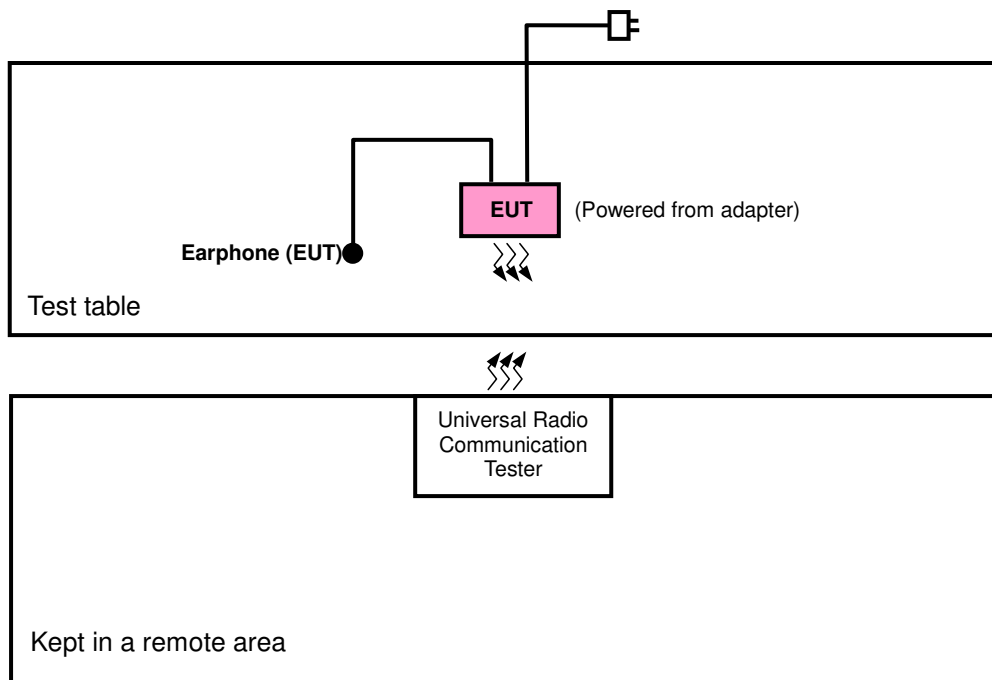 EUT
(Powered from adapter)
Earphone (EUT)
Test table
Universal Radio
Communication
Tester
Kept in a remote area